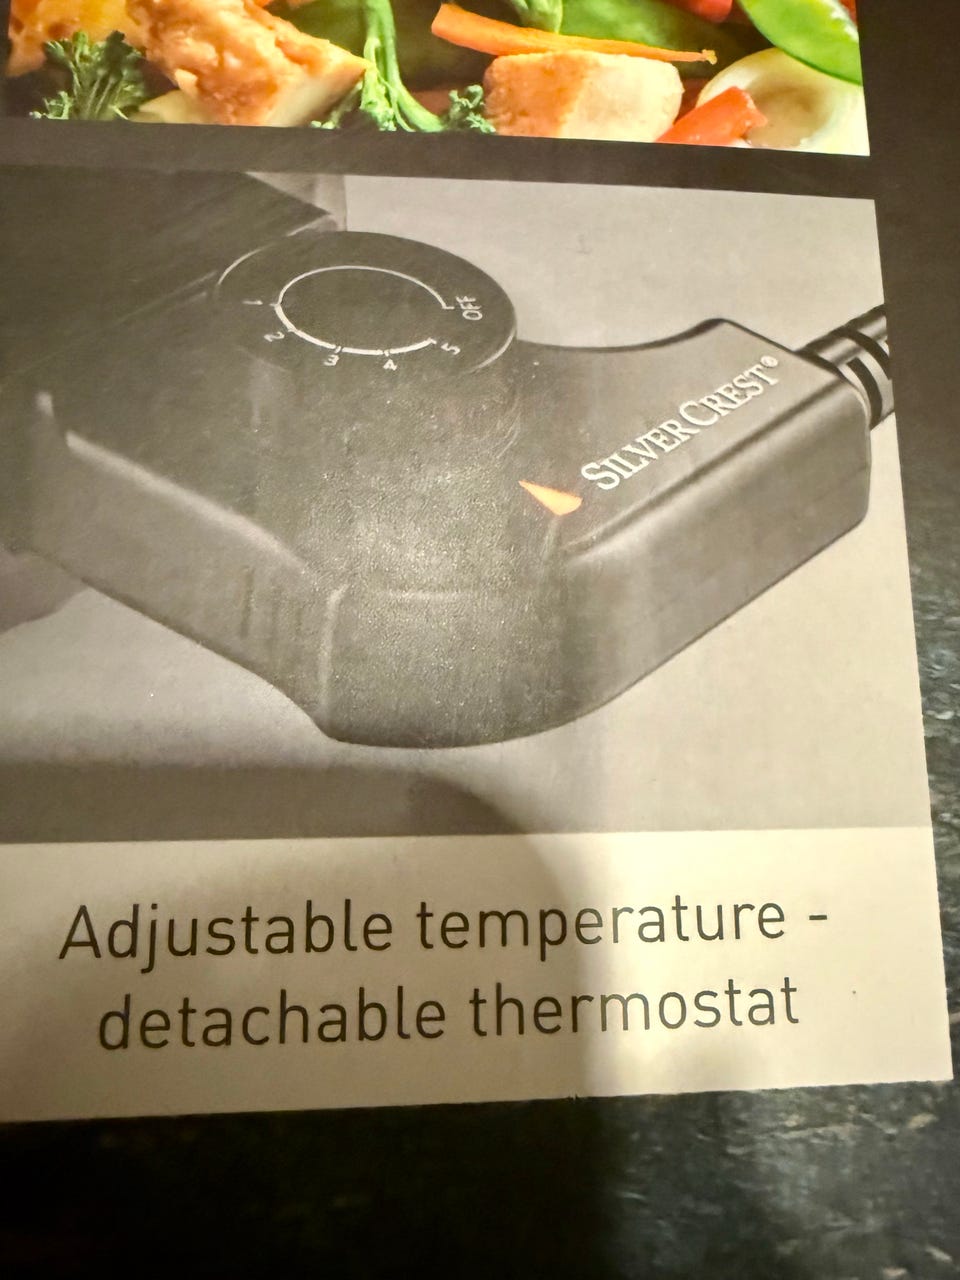 OFF
1
2
3
4
5
SILVERCREST®
Adjustable temperature -
detachable thermostat